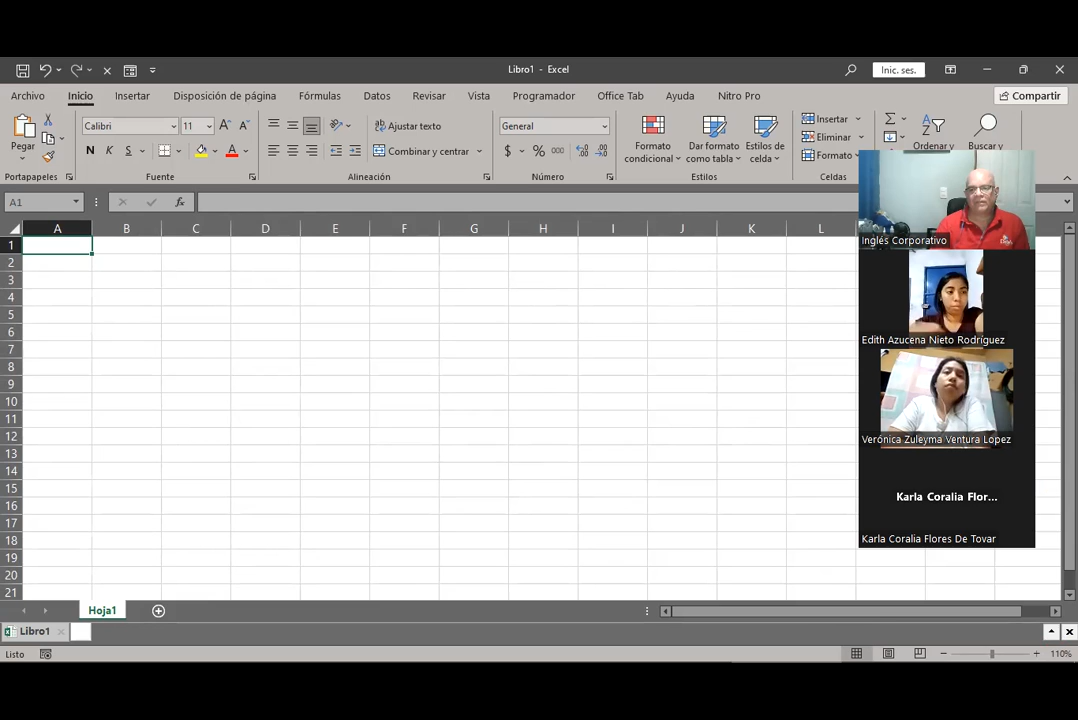 Libro1 - Excel
Inic. ses.
Archivo Inicio Insertar Disposición de página Fórmulas Datos Revisar Vista Programador Office Tab Ayuda Nitro Pro Compartir
Pegar
Calibri 11
N K S
Ajustar texto
Combinar y centrar
General
$ % 000
Formato condicional
Dar formato como tabla
Estilos de celda
Insertar
Eliminar
Formato
Ordenar y
Buscar y
Portapapeles Fuente Alineación Número Estilos Celdas
A1 fx
A B C D E F G H I J K L
1
2
3
4
5
6
7
8
9
10
11
12
13
14
15
16
17
18
19
20
21
Inglés Corporativo
Edith Azucena Nieto Rodríguez
Verónica Zuleyma Ventura Lopez
Karla Coralia Flor...
Karla Coralia Flores De Tovar
Hoja1
Libro1
Listo 110%